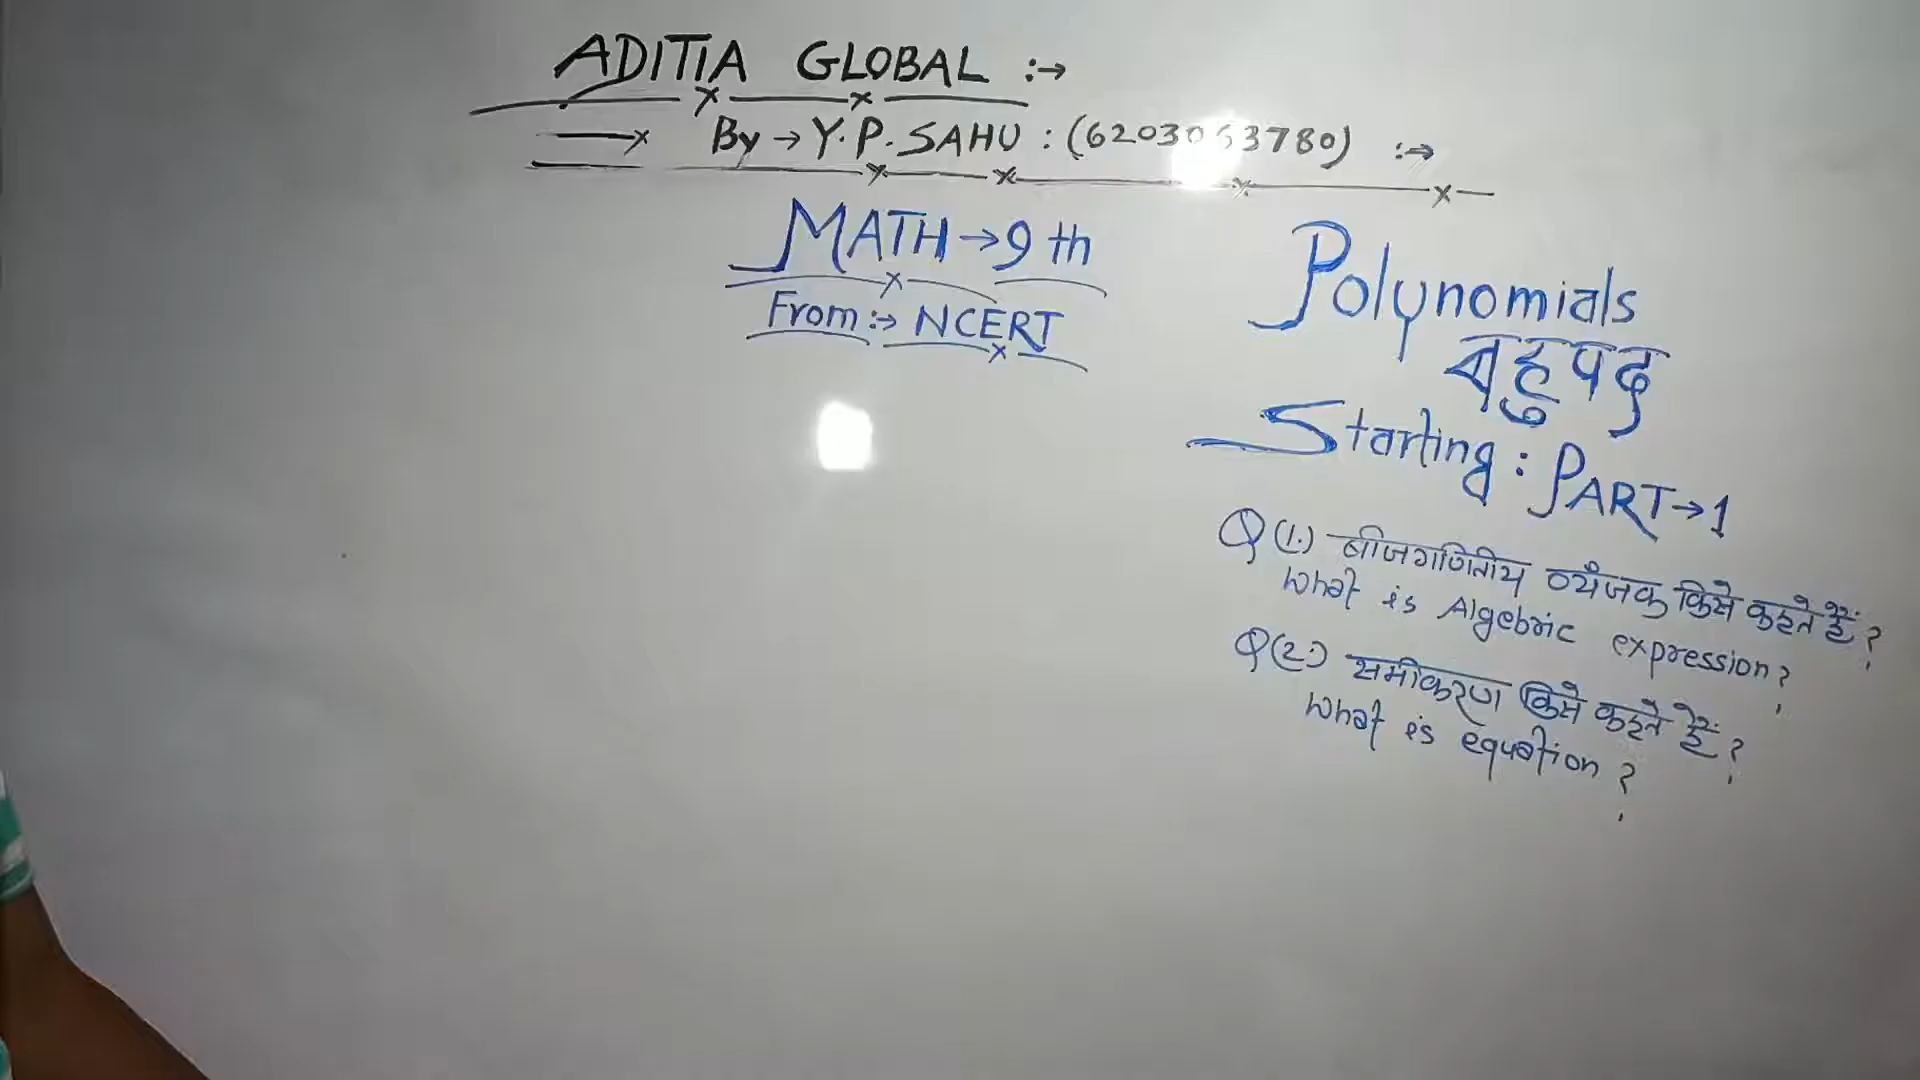 ADITIA GLOBAL :→
By → Y.P. SAHU : (6203063780) :→
MATH → 9 th
From :→ NCERT
Polynomials
बहुपद
Starting : PART → 1
Q (1.) बीजगणितीय व्यँजक किसे कहते हैं ?
What is Algebric expression ?
Q (2.) समीकरण किसे कहते हैं ?
What is equation ?